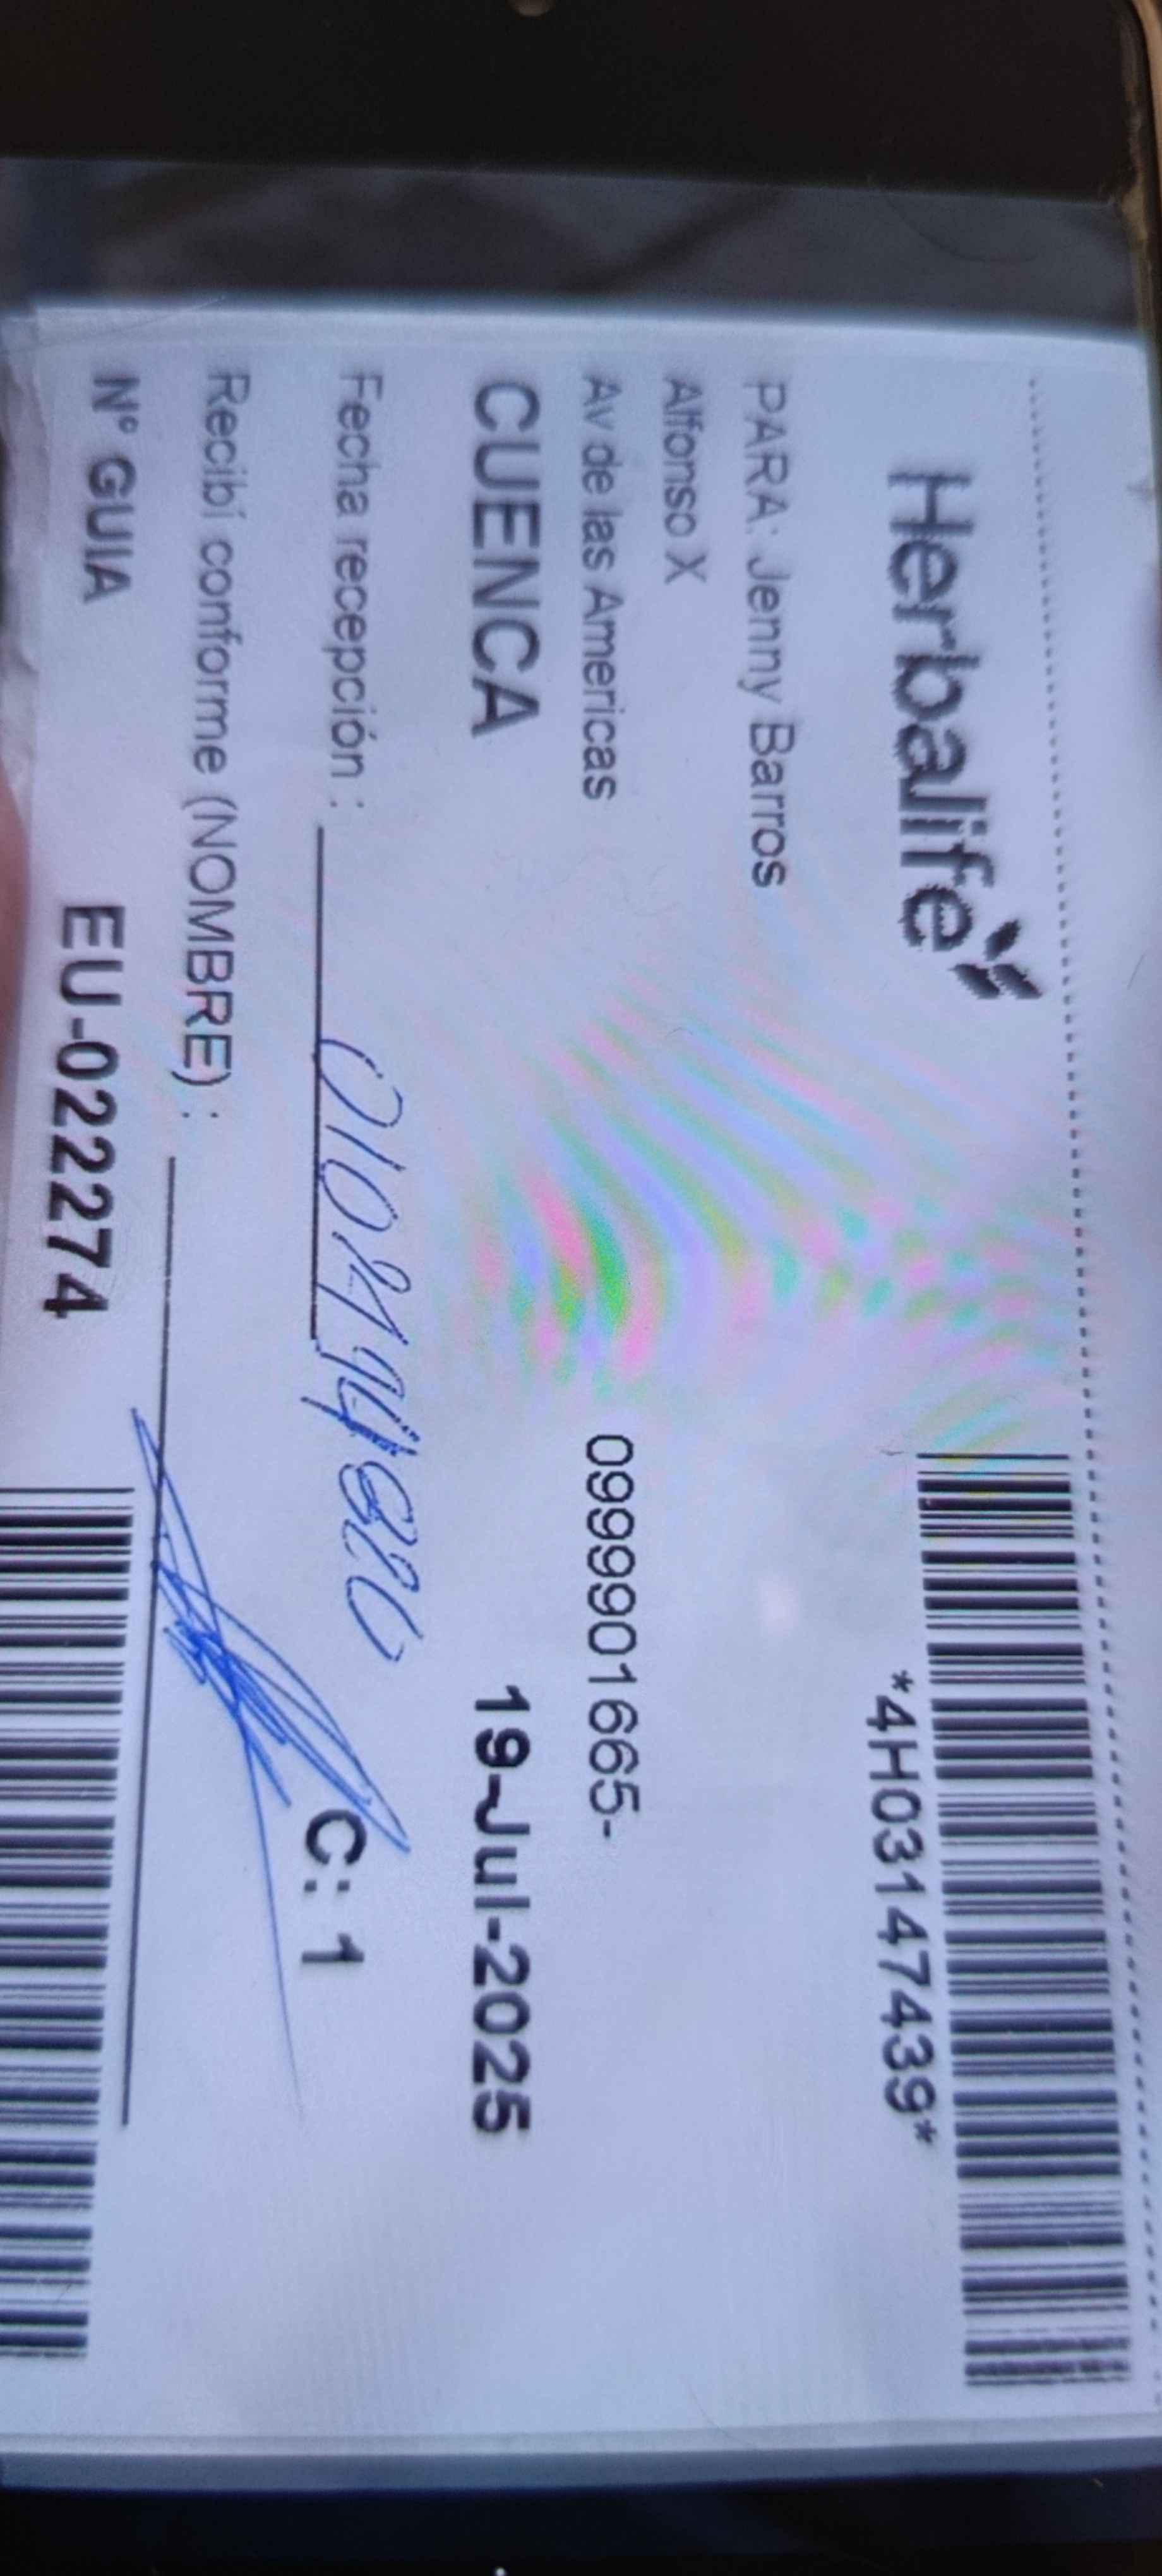 Herbalife
*4H03147439*
PARA: Jenny Barros
Alfonso X
Av de las Americas 0999901665-
CUENCA 19-Jul-2025
Fecha recepción :
C: 1
Recibí conforme (NOMBRE) :
N° GUIA EU-022274